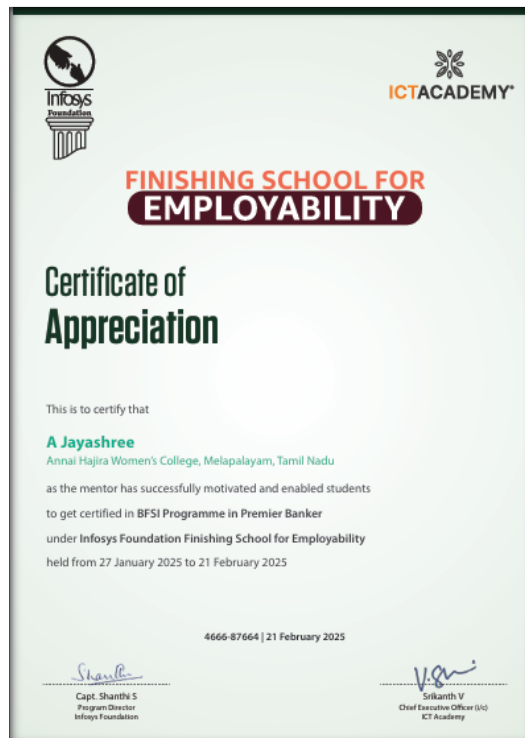 Infosys
Foundation
ICTACADEMY®
FINISHING SCHOOL FOR
EMPLOYABILITY
Certificate of
Appreciation
This is to certify that
A Jayashree
Annai Hajira Women's College, Melapalayam, Tamil Nadu
as the mentor has successfully motivated and enabled students
to get certified in BFSI Programme in Premier Banker
under Infosys Foundation Finishing School for Employability
held from 27 January 2025 to 21 February 2025
4666-87664 | 21 February 2025
Capt. Shanthi S
Program Director
Infosys Foundation
Srikanth V
Chief Executive Officer (i/c)
ICT Academy